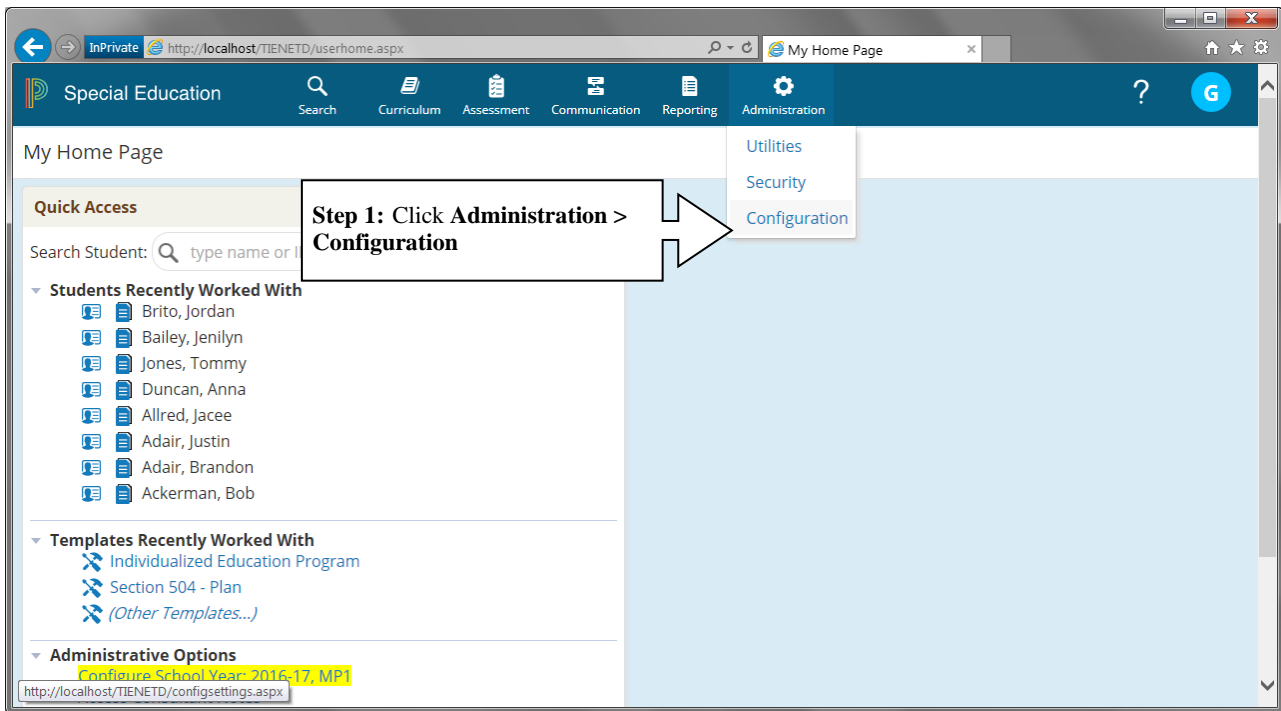 InPrivate http://localhost/TIENETD/userhome.aspx My Home Page
Special Education Search Curriculum Assessment Communication Reporting Administration ? G
My Home Page
Utilities
Security
Configuration
Quick Access
Step 1: Click Administration >
Configuration
Search Student: type name or
Students Recently Worked With
Brito, Jordan
Bailey, Jenilyn
Jones, Tommy
Duncan, Anna
Allred, Jacee
Adair, Justin
Adair, Brandon
Ackerman, Bob
Templates Recently Worked With
Individualized Education Program
Section 504 - Plan
(Other Templates...)
Administrative Options
Configure School Year: 2016-17, MP1
http://localhost/TIENETD/configsettings.aspx